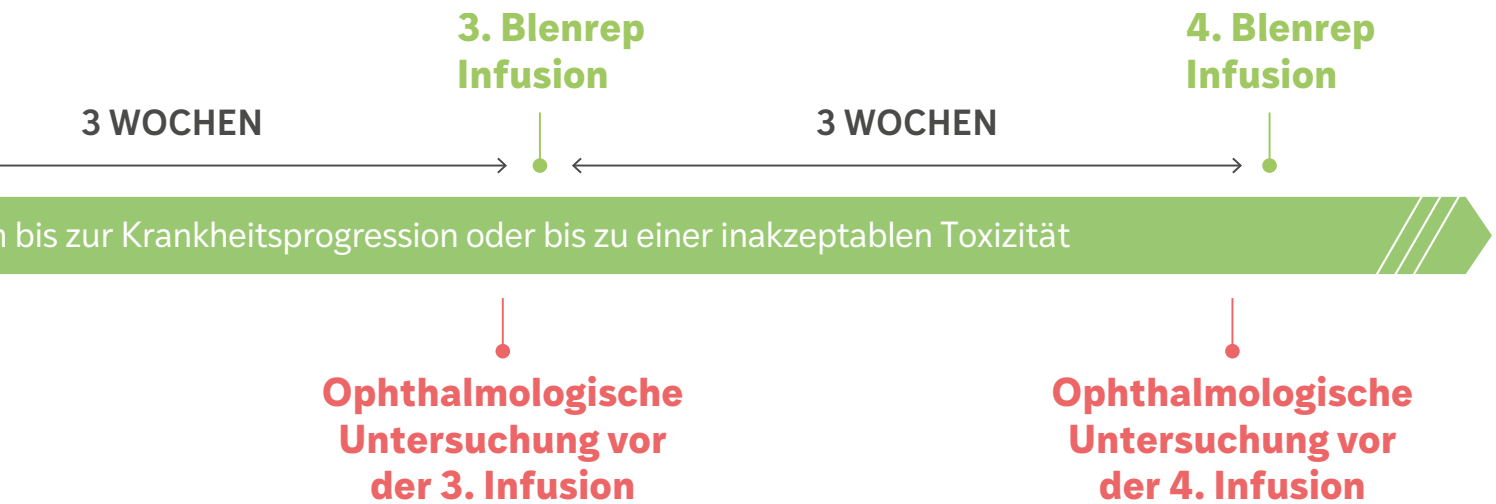 3. Blenrep
Infusion
4. Blenrep
Infusion
3 WOCHEN
3 WOCHEN
bis zur Krankheitsprogression oder bis zu einer inakzeptablen Toxizität
Ophthalmologische
Untersuchung vor
der 3. Infusion
Ophthalmologische
Untersuchung vor
der 4. Infusion